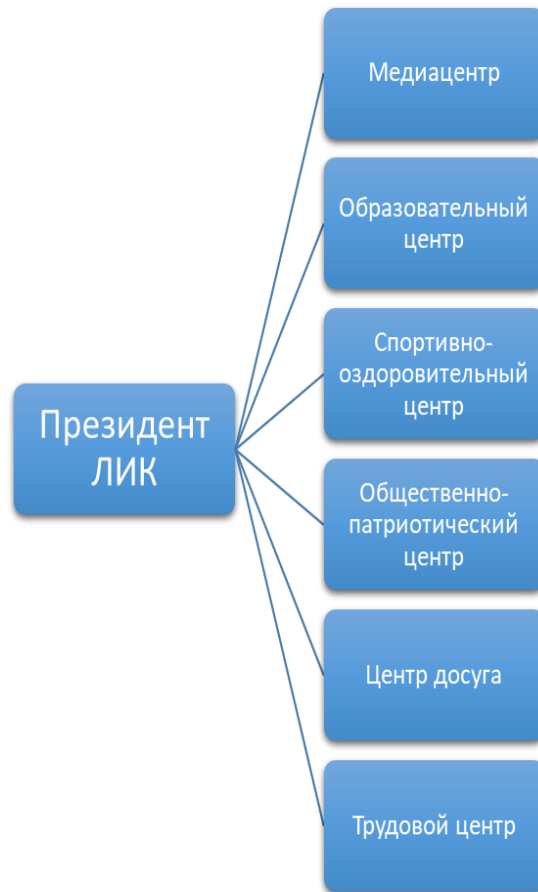 Медиацентр
Образовательный
центр
Спортивно-
оздоровительный
центр
Президент
ЛИК
Общественно-
патриотический
центр
Центр досуга
Трудовой центр